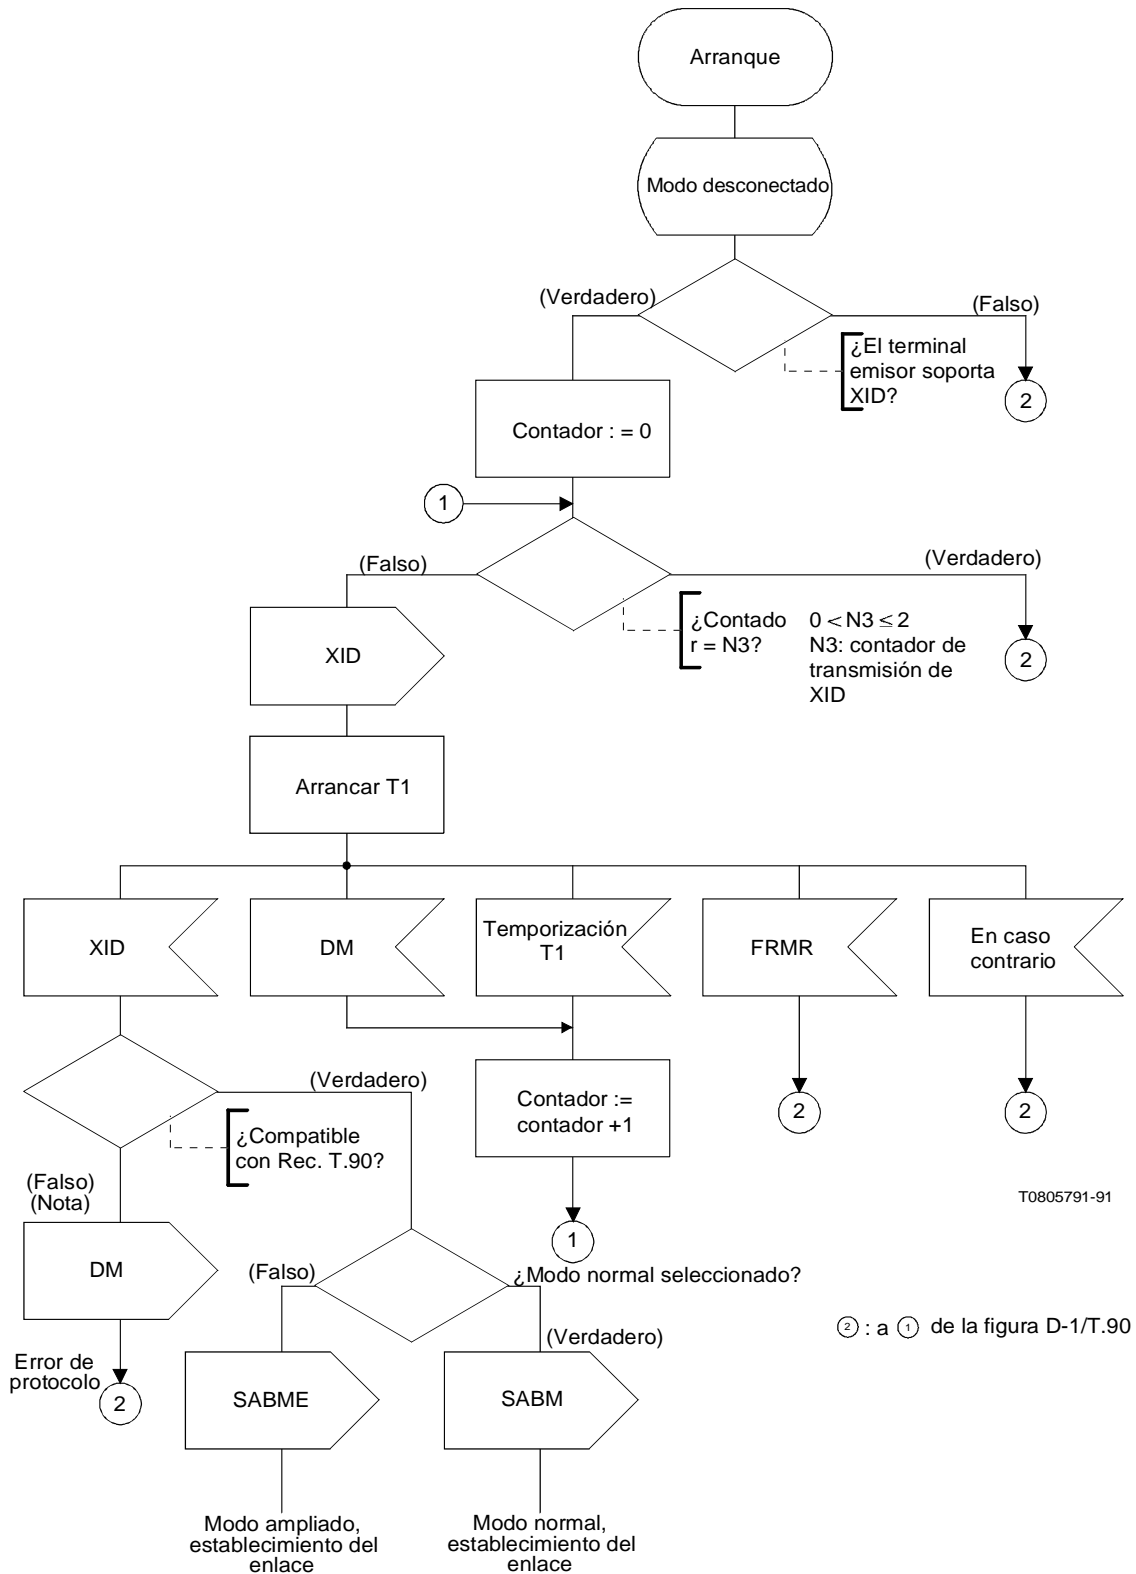 Arranque
Modo desconectado
(Verdadero)
(Falso)
¿El terminal
emisor soporta
XID?
2
Contador : = 0
1
(Falso)
(Verdadero)
¿Contado
r = N3?
0 < N3 ≤ 2
N3: contador de
transmisión de
XID
2
XID
Arrancar T1
XID
DM
Temporización
T1
FRMR
En caso
contrario
(Verdadero)
¿Compatible
con Rec. T.90?
Contador :=
contador +1
2
2
(Falso)
(Nota)
T0805791-91
DM
1
(Falso)
¿Modo normal seleccionado?
(Verdadero)
2 : a 1 de la figura D-1/T.90
Error de
protocolo
2
SABME
SABM
Modo ampliado,
establecimiento del
enlace
Modo normal,
establecimiento del
enlace